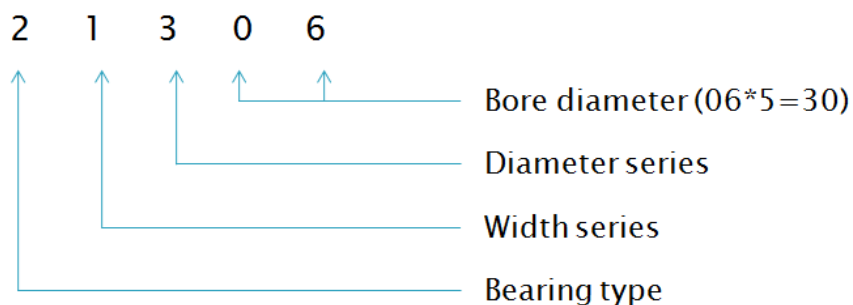 2 1 3 0 6
Bore diameter (06*5=30)
Diameter series
Width series
Bearing type